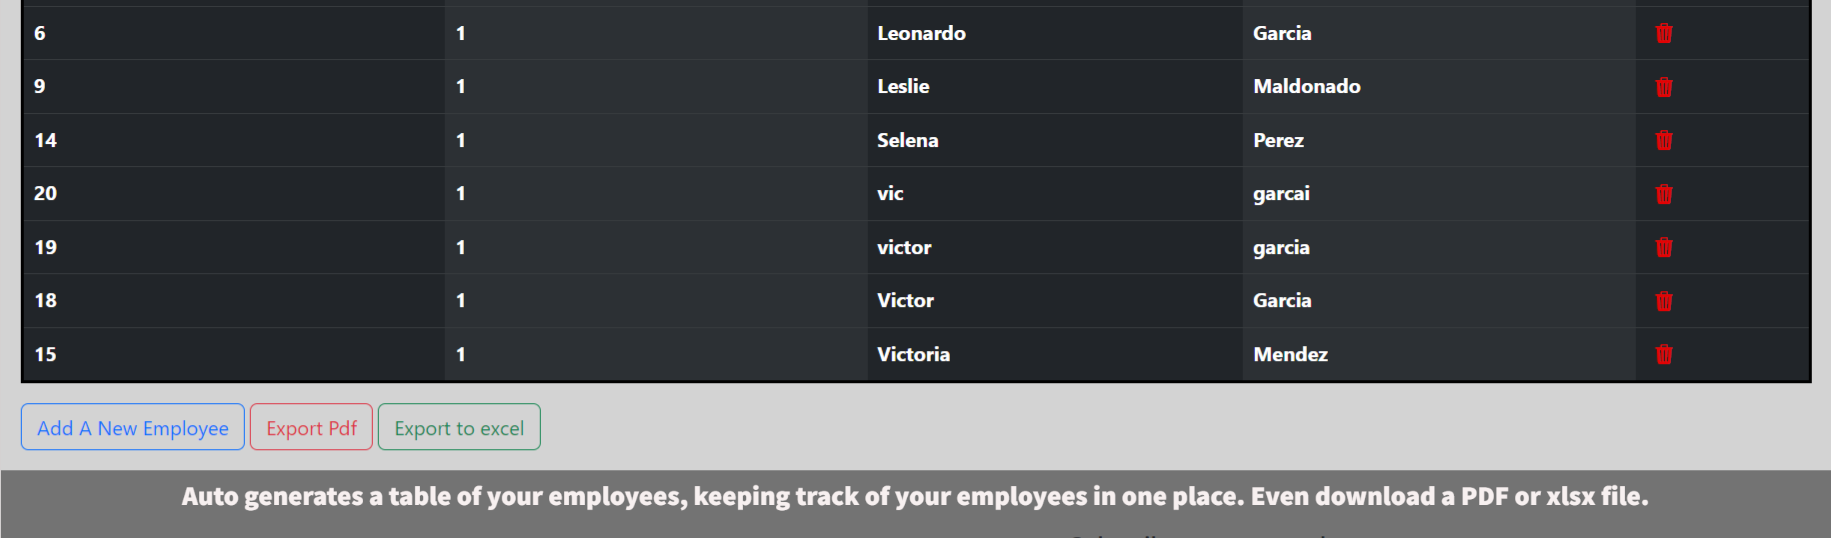 6 1 Leonardo Garcia
9 1 Leslie Maldonado
14 1 Selena Perez
20 1 vic garcai
19 1 victor garcia
18 1 Victor Garcia
15 1 Victoria Mendez
Add A New Employee Export Pdf Export to excel
Auto generates a table of your employees, keeping track of your employees in one place. Even download a PDF or xlsx file.